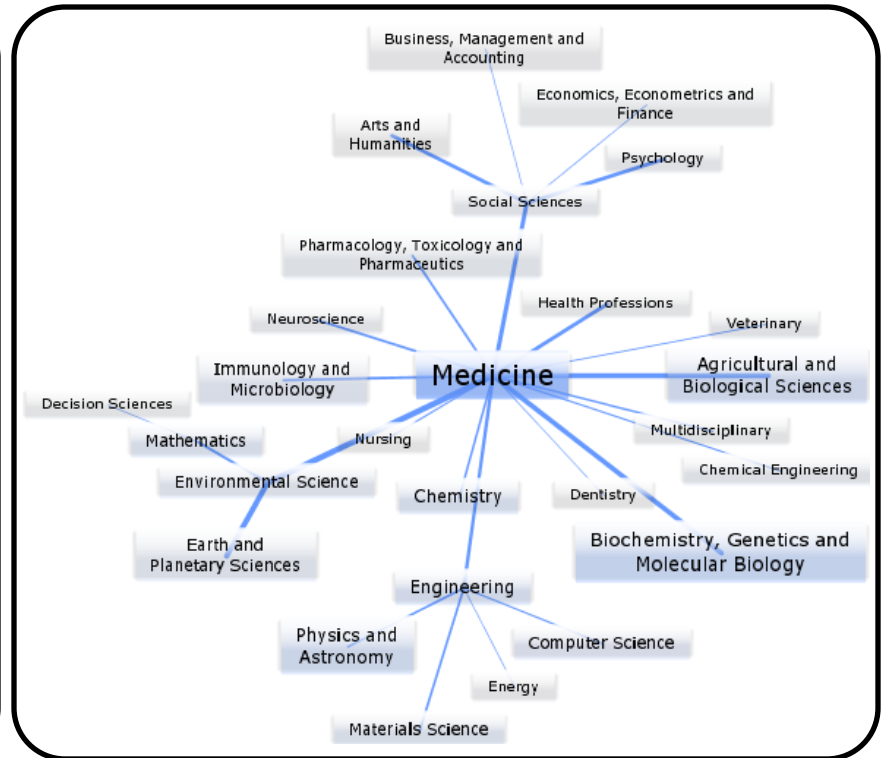 Business, Management and
Accounting
Economics, Econometrics and
Finance
Arts and
Humanities
Psychology
Social Sciences
Pharmacology, Toxicology and
Pharmaceutics
Health Professions
Neuroscience
Veterinary
Immunology and
Microbiology
Medicine
Agricultural and
Biological Sciences
Decision Sciences
Mathematics
Nursing
Multidisciplinary
Chemical Engineering
Environmental Science
Chemistry
Dentistry
Earth and
Planetary Sciences
Biochemistry, Genetics and
Molecular Biology
Engineering
Physics and
Astronomy
Computer Science
Energy
Materials Science